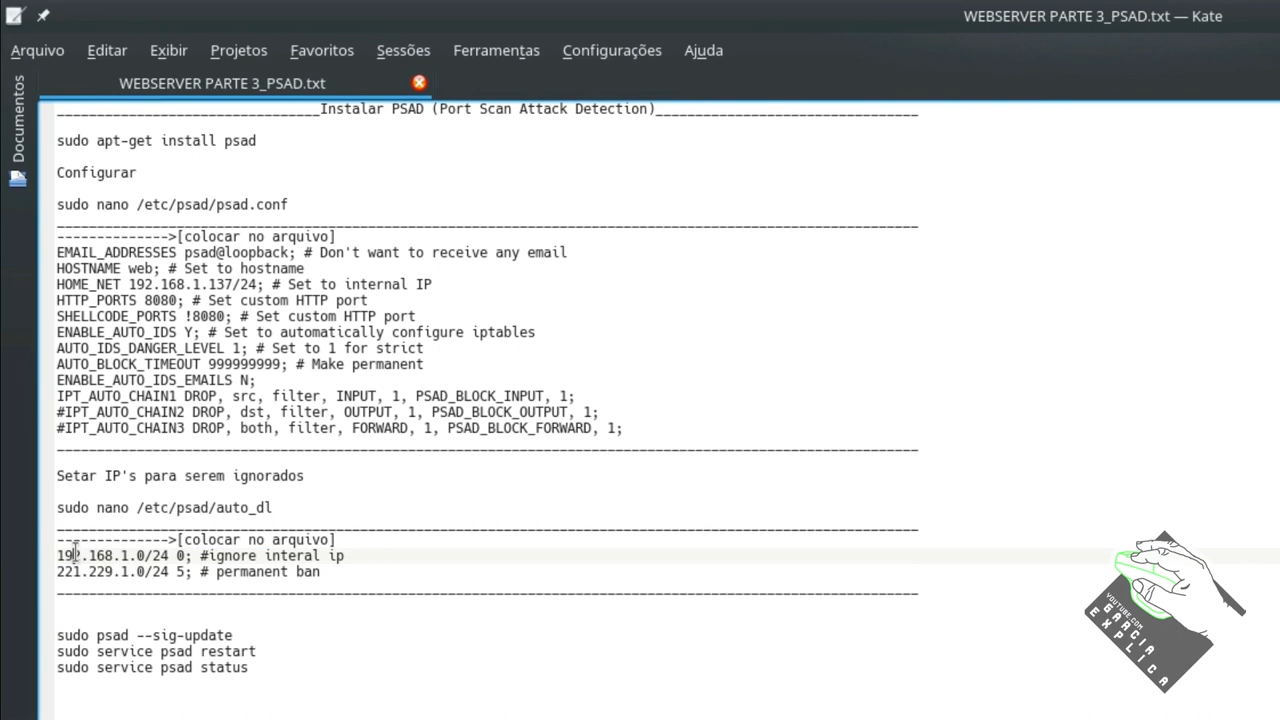 WEBSERVER PARTE 3_PSAD.txt — Kate
Arquivo Editar Exibir Projetos Favoritos Sessões Ferramentas Configurações Ajuda
WEBSERVER PARTE 3_PSAD.txt
Documentos
_________________________________Instalar PSAD (Port Scan Attack Detection)_________________________________
sudo apt-get install psad
Configurar
sudo nano /etc/psad/psad.conf
-------------->[colocar no arquivo]
EMAIL_ADDRESSES psad@loopback; # Don't want to receive any email
HOSTNAME web; # Set to hostname
HOME_NET 192.168.1.137/24; # Set to internal IP
HTTP_PORTS 8080; # Set custom HTTP port
SHELLCODE_PORTS !8080; # Set custom HTTP port
ENABLE_AUTO_IDS Y; # Set to automatically configure iptables
AUTO_IDS_DANGER_LEVEL 1; # Set to 1 for strict
AUTO_BLOCK_TIMEOUT 999999999; # Make permanent
ENABLE_AUTO_IDS_EMAILS N;
IPT_AUTO_CHAIN1 DROP, src, filter, INPUT, 1, PSAD_BLOCK_INPUT, 1;
#IPT_AUTO_CHAIN2 DROP, dst, filter, OUTPUT, 1, PSAD_BLOCK_OUTPUT, 1;
#IPT_AUTO_CHAIN3 DROP, both, filter, FORWARD, 1, PSAD_BLOCK_FORWARD, 1;
Setar IP's para serem ignorados
sudo nano /etc/psad/auto_dl
-------------->[colocar no arquivo]
192.168.1.0/24 0; #ignore interal ip
221.229.1.0/24 5; # permanent ban
sudo psad --sig-update
sudo service psad restart
sudo service psad status
YOUTUBE.COM
GARCIA
EXPLICA